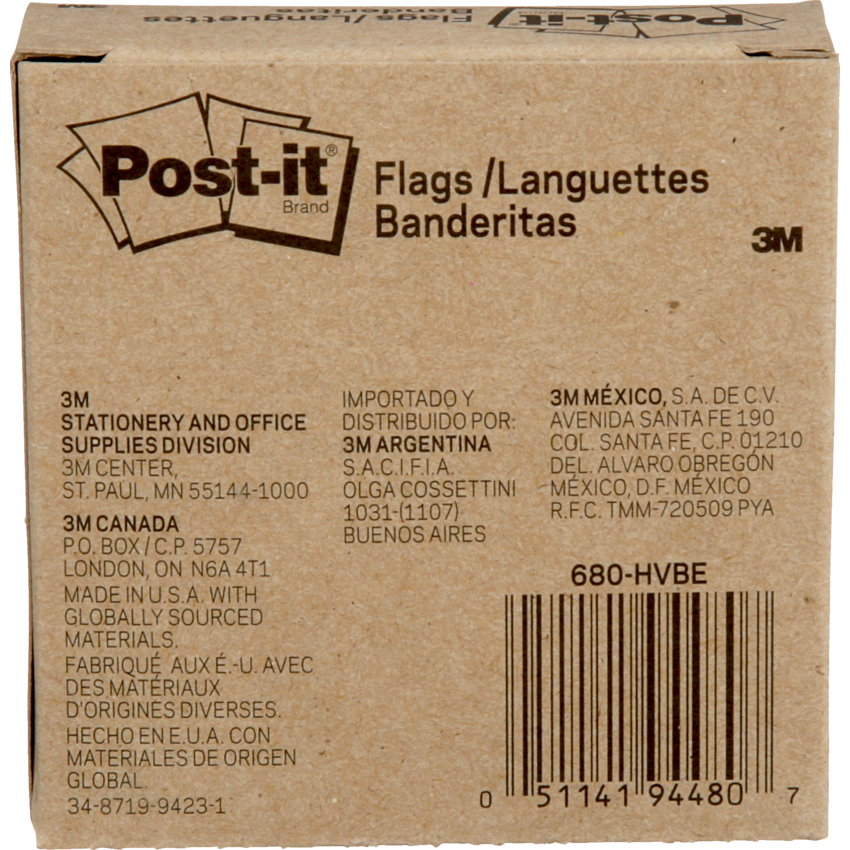 Flags/Languettes
Banderitas
Post-it®
Brand
Flags /Languettes
Banderitas
3M
3M
STATIONERY AND OFFICE
SUPPLIES DIVISION
3M CENTER,
ST. PAUL, MN 55144-1000
3M CANADA
P.O. BOX / C.P. 5757
LONDON, ON N6A 4T1
MADE IN U.S.A. WITH
GLOBALLY SOURCED
MATERIALS.
FABRIQUÉ AUX É.-U. AVEC
DES MATÉRIAUX
D'ORIGINES DIVERSES.
HECHO EN E.U.A. CON
MATERIALES DE ORIGEN
GLOBAL.
34-8719-9423-1
IMPORTADO Y
DISTRIBUIDO POR:
3M ARGENTINA
S.A.C.I.F.I.A.
OLGA COSSETTINI
1031-(1107)
BUENOS AIRES
3M MÉXICO, S.A. DE C.V.
AVENIDA SANTA FE 190
COL. SANTA FE, C.P. 01210
DEL. ALVARO OBREGÓN
MÉXICO, D.F. MÉXICO
R.F.C. TMM-720509 PYA
680-HVBE
0 51141 94480 7